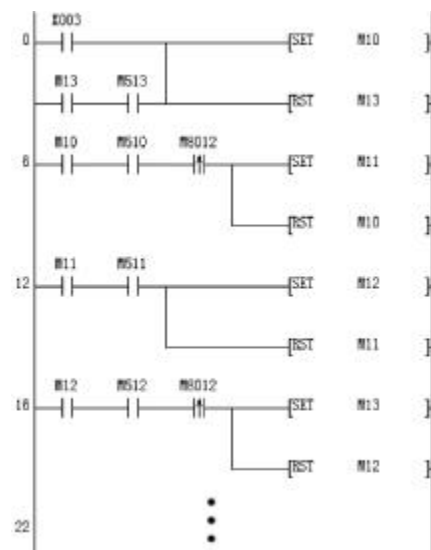 X003
0 [SET M10 ]
M13 M513
[RST M13 ]
M10 M510 M8012
6 [SET M11 ]
[RST M10 ]
M11 M511
12 [SET M12 ]
[RST M11 ]
M12 M512 M8012
16 [SET M13 ]
[RST M12 ]
22